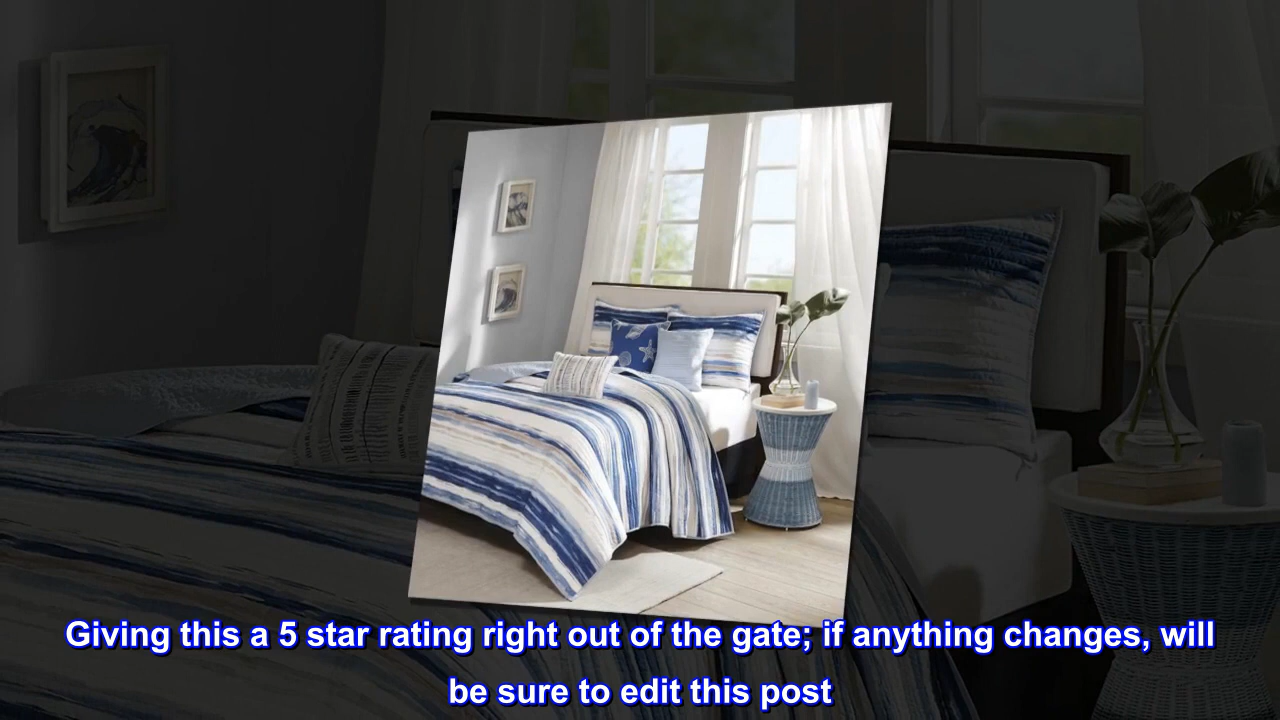 Giving this a 5 star rating right out of the gate; if anything changes, will
be sure to edit this post